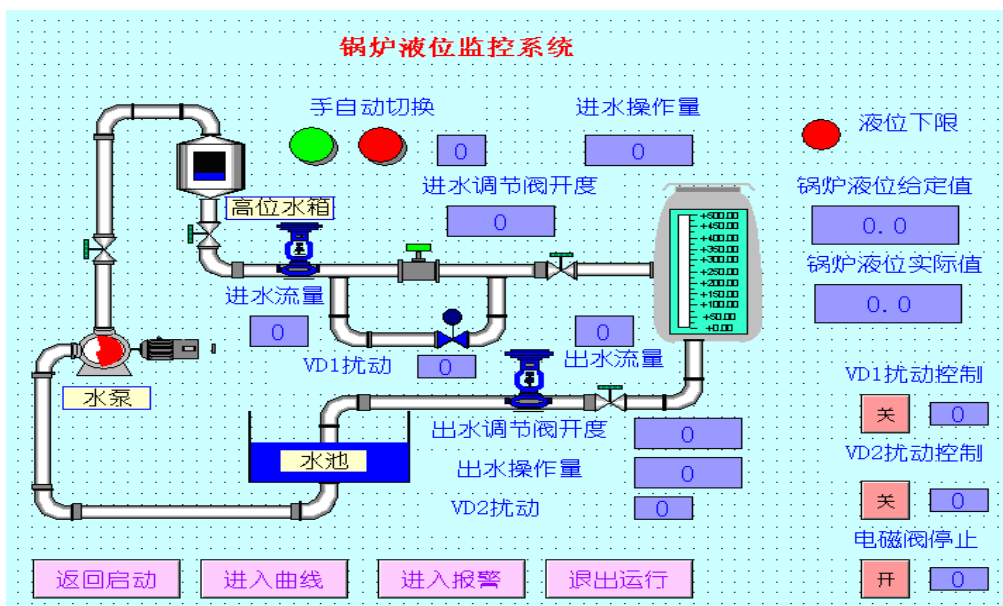 锅炉液位监控系统
手自动切换
0
进水操作量
0
液位下限
进水调节阀开度
0
锅炉液位给定值
0.0
高位水箱
+500.00
+450.00
+400.00
+350.00
+300.00
+250.00
+200.00
+150.00
+100.00
+50.00
+0.00
锅炉液位实际值
0.0
进水流量
0
VD1扰动
0
0
出水流量
水泵
VD1扰动控制
关
0
出水调节阀开度
0
水池
出水操作量
0
VD2扰动
0
VD2扰动控制
关
0
电磁阀停止
开
0
返回启动
进入曲线
进入报警
退出运行